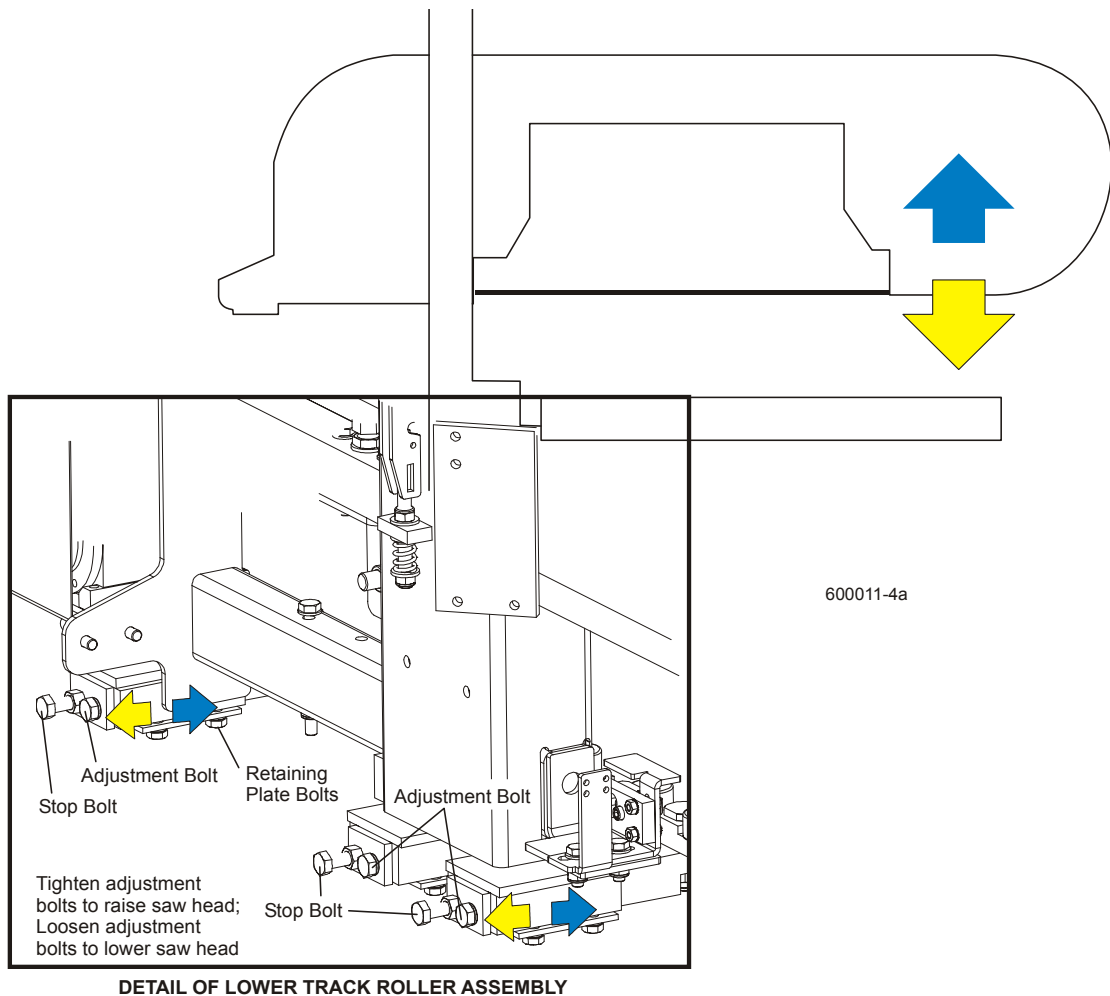 600011-4a
Adjustment Bolt
Stop Bolt
Retaining
Plate Bolts
Adjustment Bolt
Stop Bolt
Tighten adjustment
bolts to raise saw head;
Loosen adjustment
bolts to lower saw head
DETAIL OF LOWER TRACK ROLLER ASSEMBLY